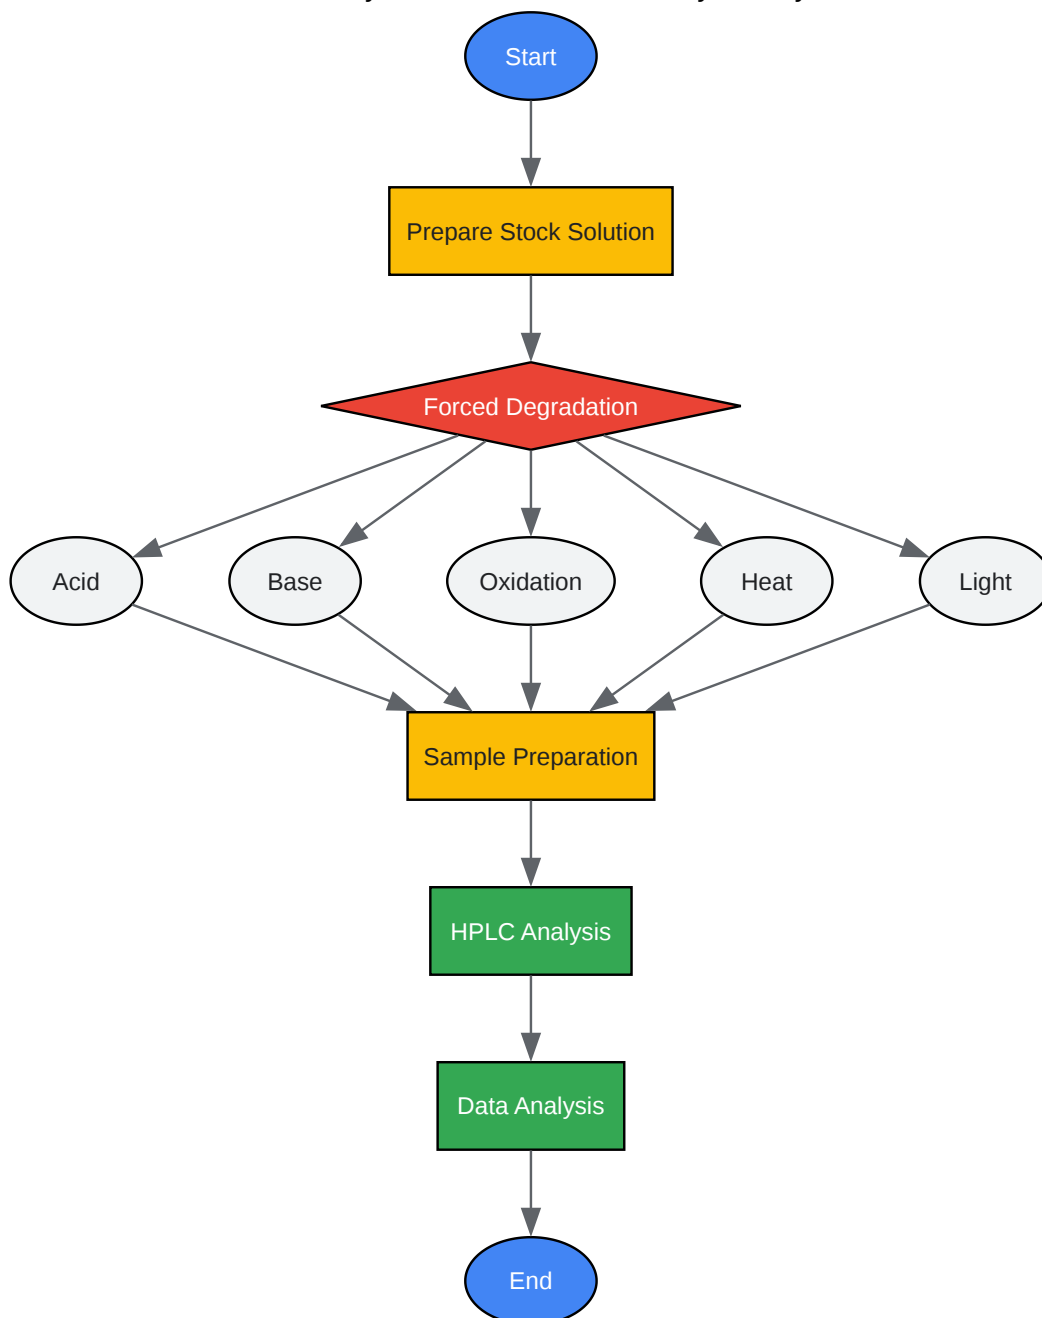 Start
Prepare Stock Solution
Forced Degradation
Acid
Base
Oxidation
Heat
Light
Sample Preparation
HPLC Analysis
Data Analysis
End